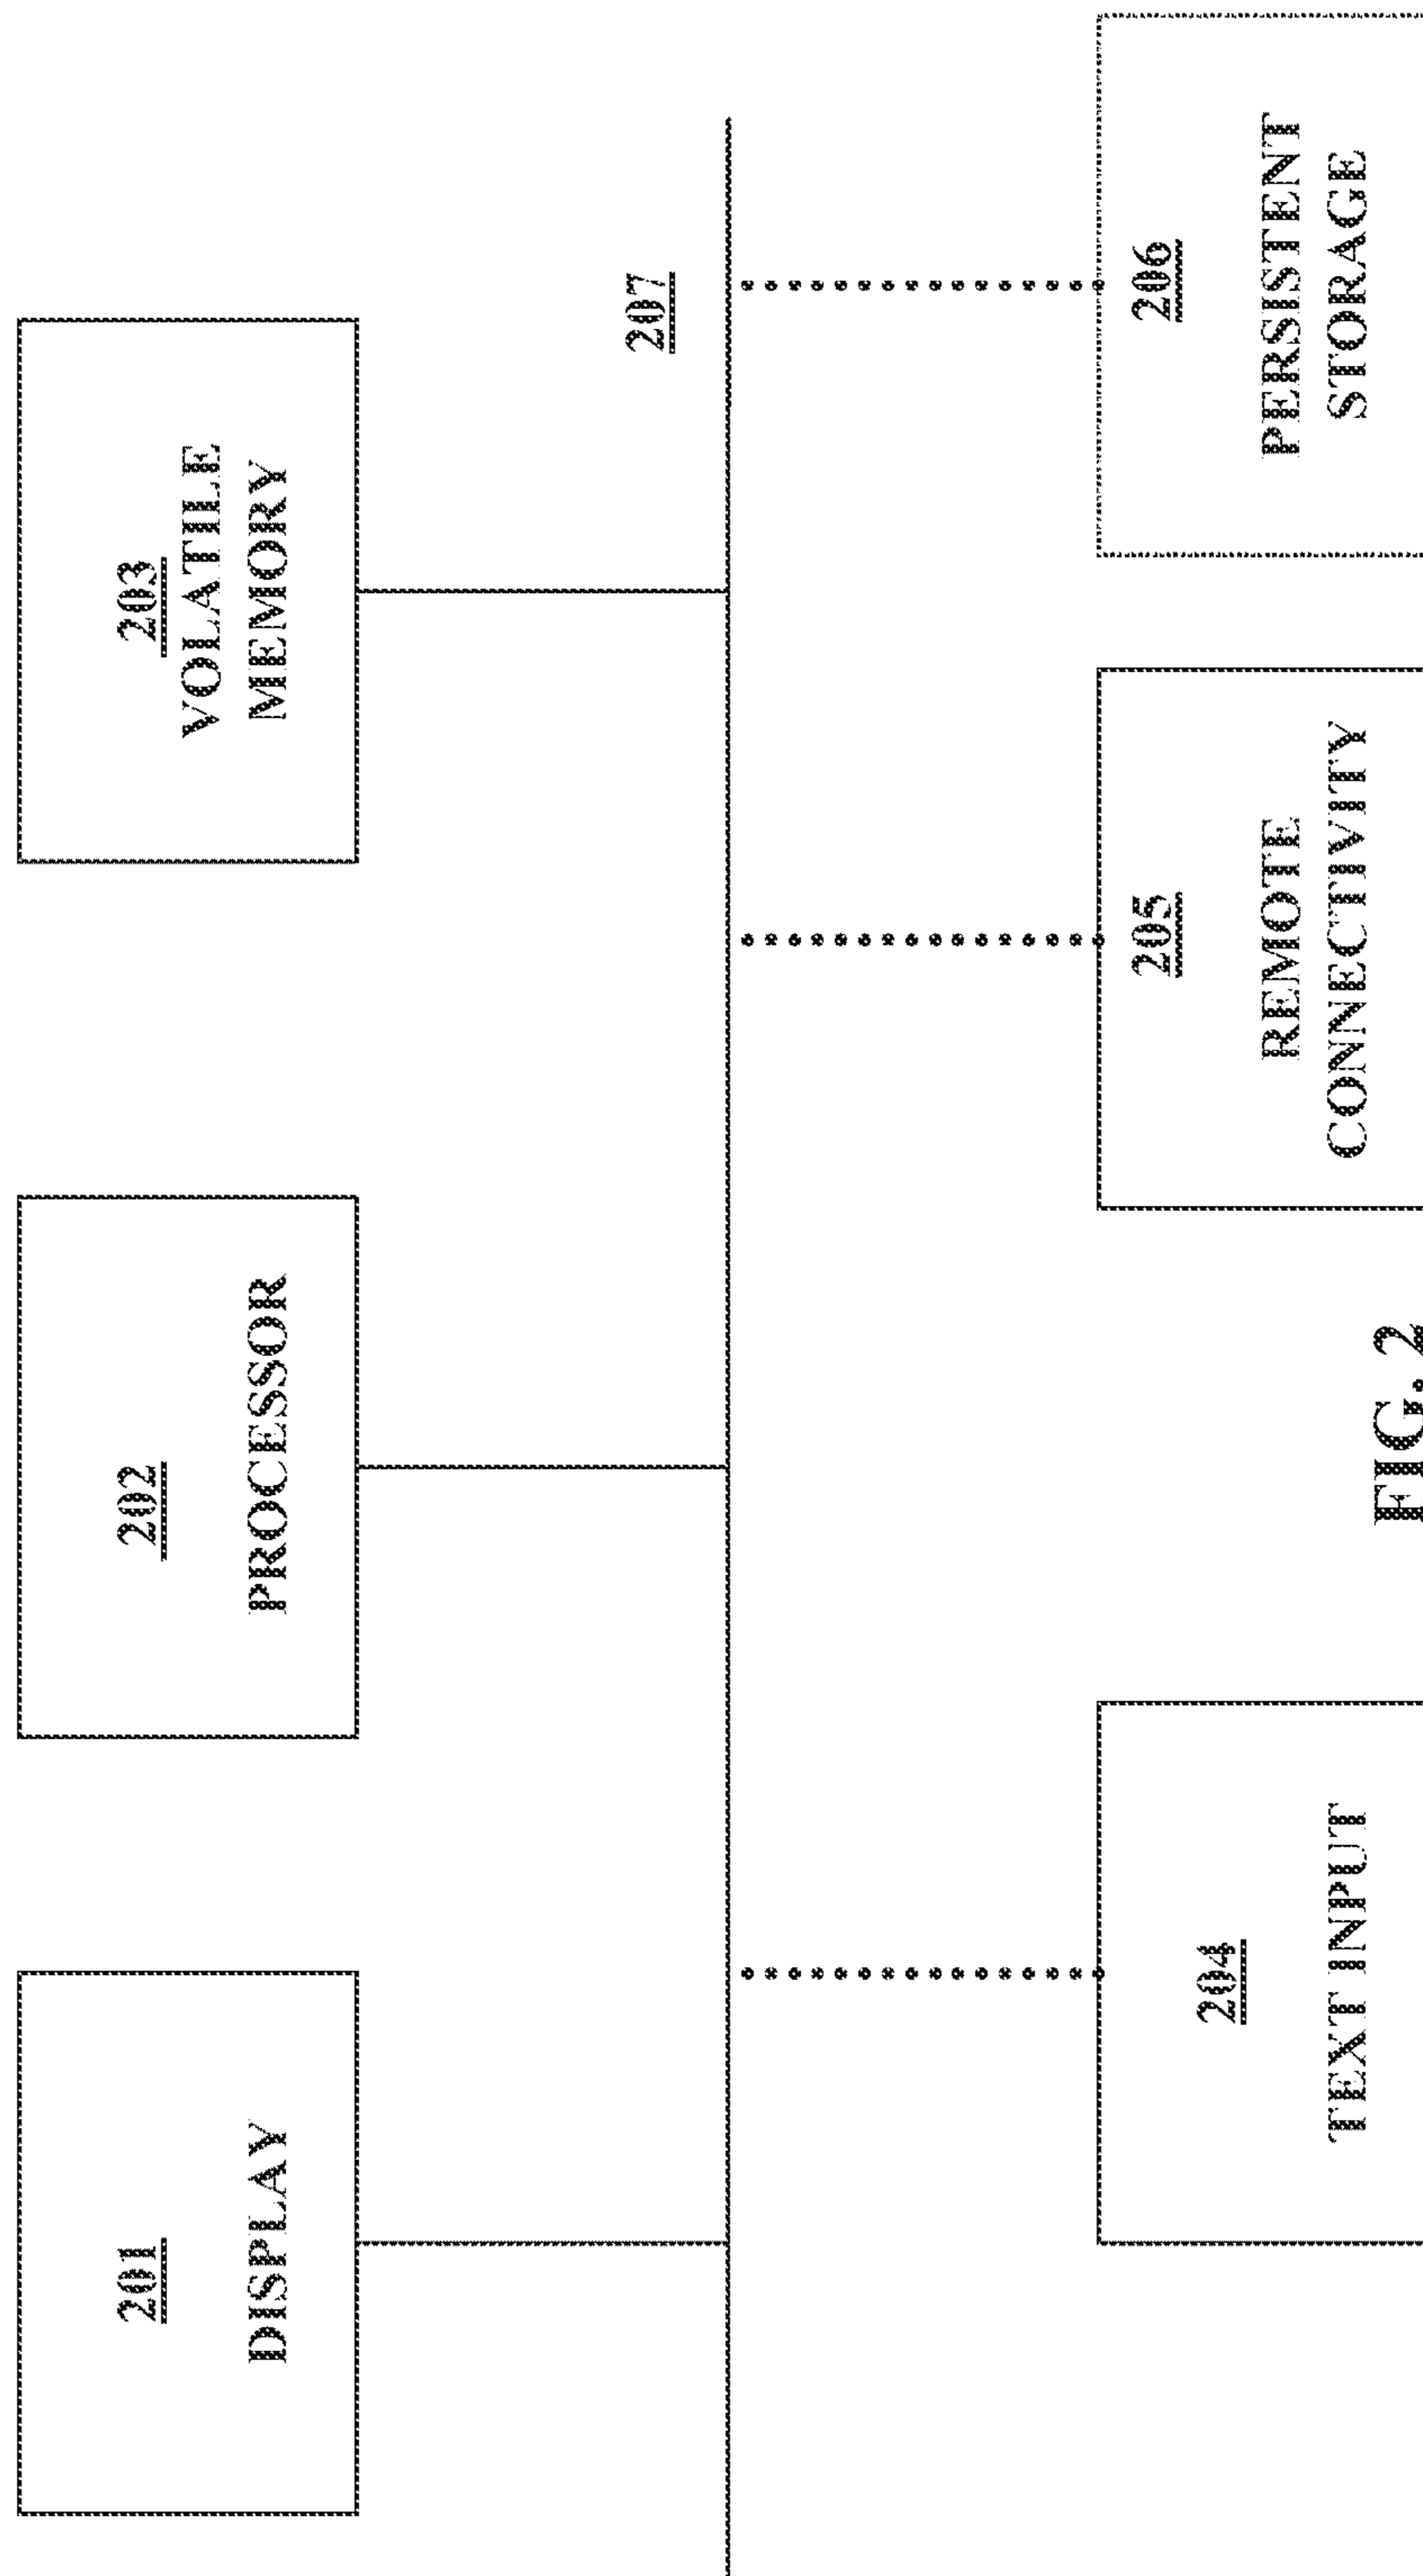 201
DISPLAY
202
PROCESSOR
203
VOLATILE
MEMORY
207
204
TEXT INPUT
205
REMOTE
CONNECTIVITY
206
PERSISTENT
STORAGE
FIG. 2